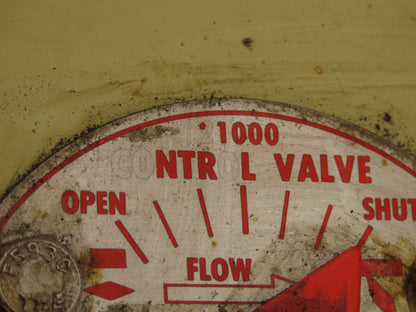 1000
CONTROL VALVE
OPEN
SHUT
FLOW